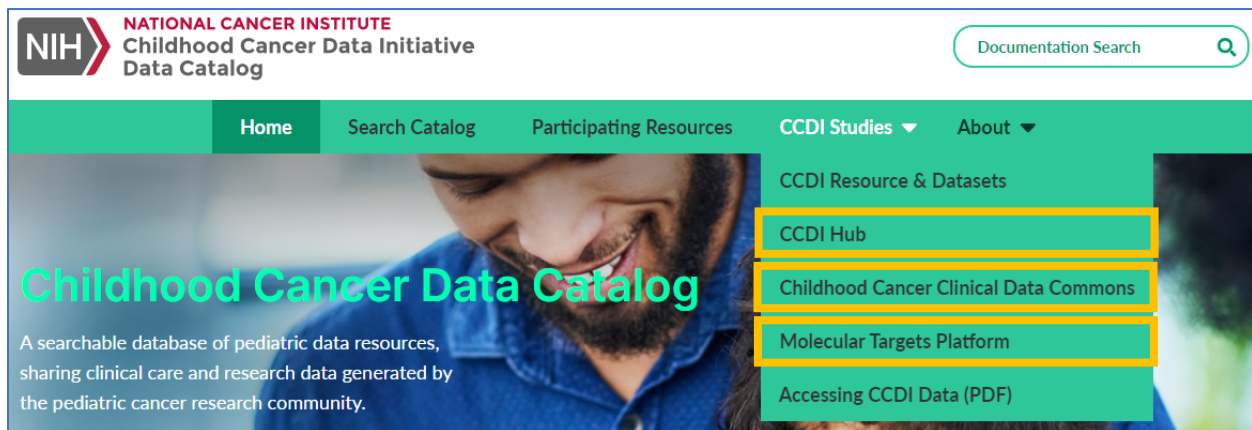 NIH
NATIONAL CANCER INSTITUTE
Childhood Cancer Data Initiative
Data Catalog
Documentation Search
Home
Search Catalog
Participating Resources
CCDI Studies
About
CCDI Resource & Datasets
CCDI Hub
Childhood Cancer Clinical Data Commons
Molecular Targets Platform
Accessing CCDI Data (PDF)
Childhood Cancer Data Catalog
A searchable database of pediatric data resources,
sharing clinical care and research data generated by
the pediatric cancer research community.